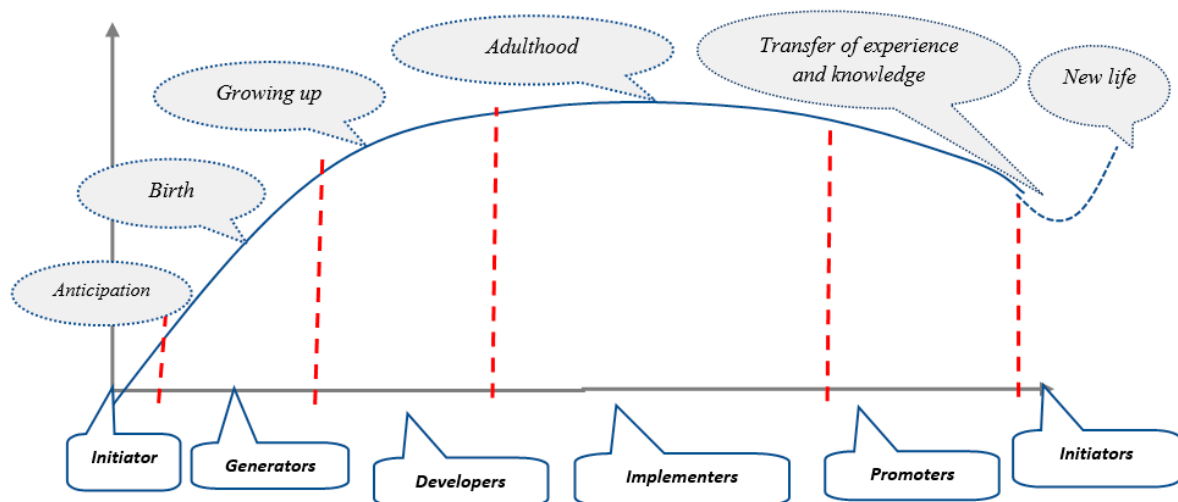 Adulthood
Transfer of experience
and knowledge
New life
Growing up
Birth
Anticipation
Initiator
Generators
Developers
Implementers
Promoters
Initiators